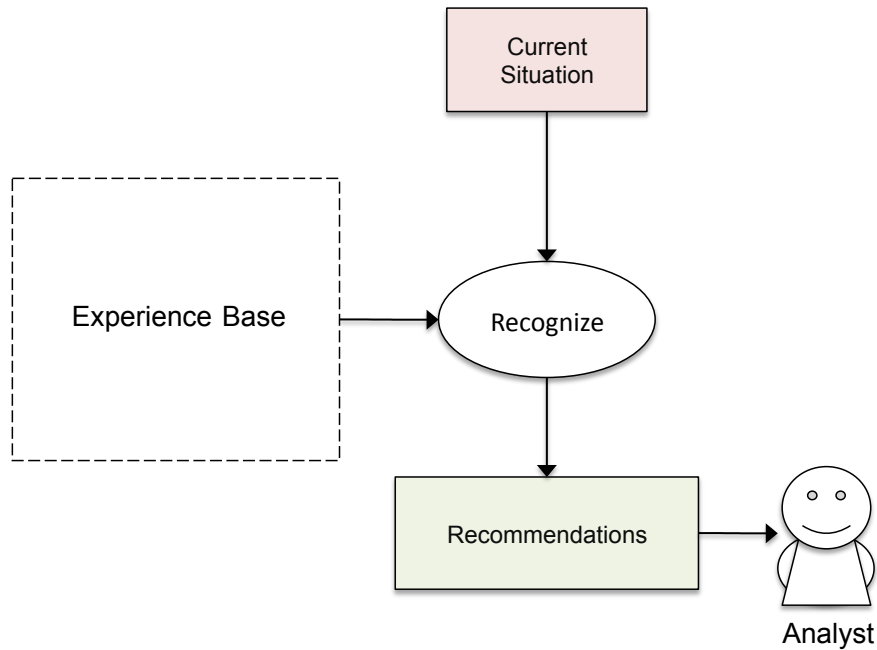 Current
Situation
Experience Base
Recognize
Recommendations
Analyst